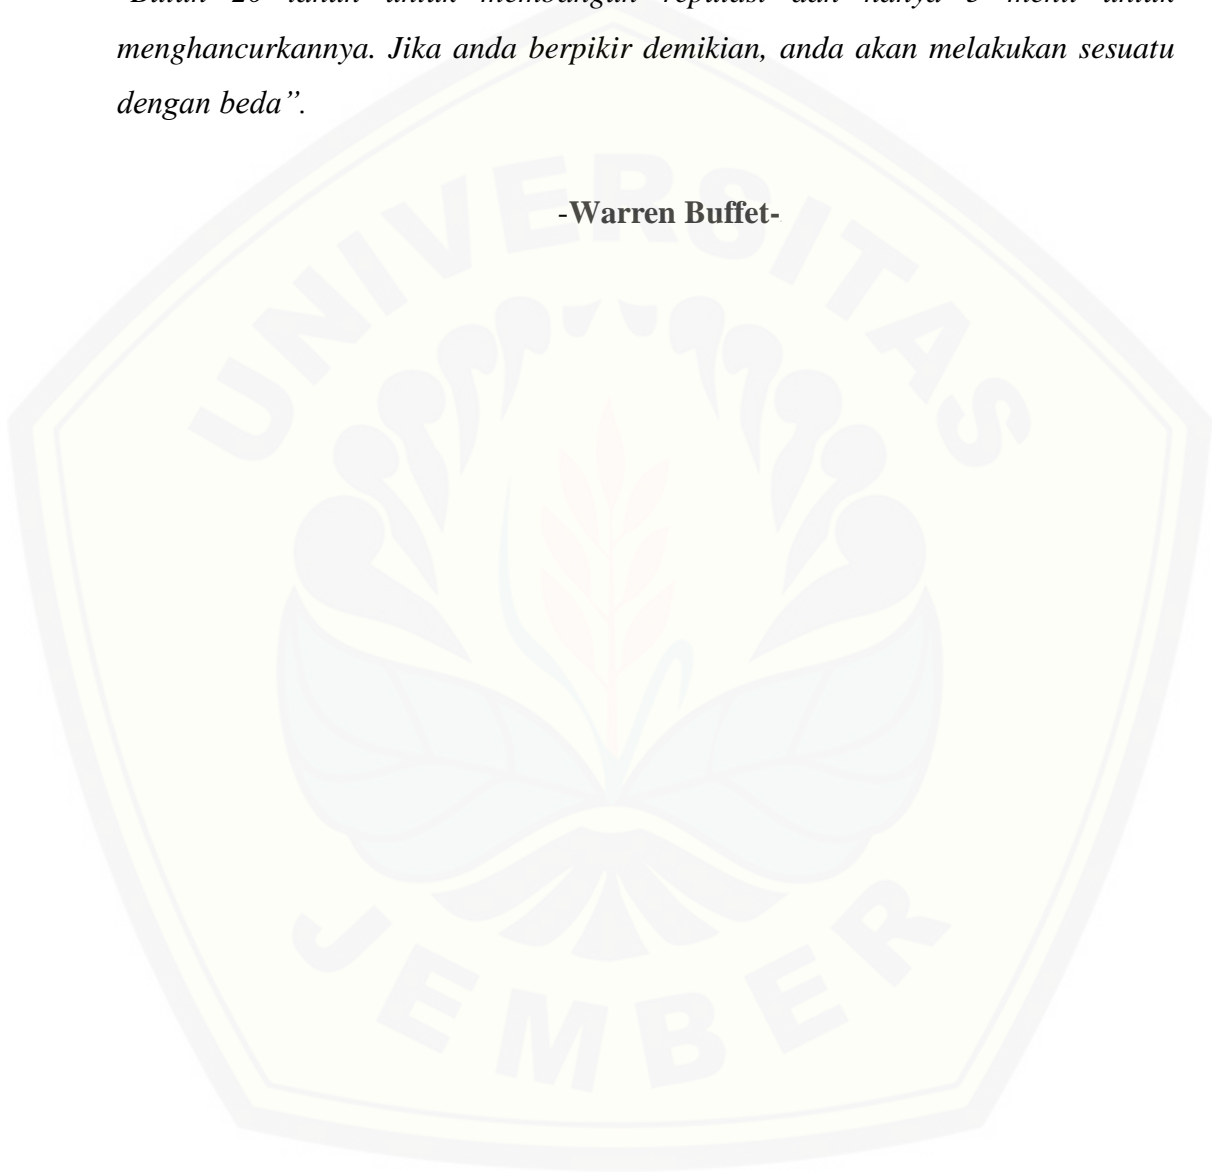 menghancurkannya. Jika anda berpikir demikian, anda akan melakukan sesuatu
dengan beda”.
-Warren Buffet-
UNIVERSITAS
JEMBER